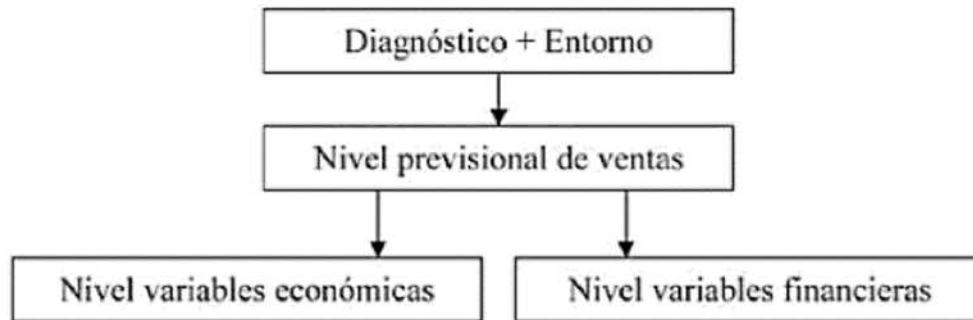 Diagnóstico + Entorno
Nivel previsional de ventas
Nivel variables económicas
Nivel variables financieras